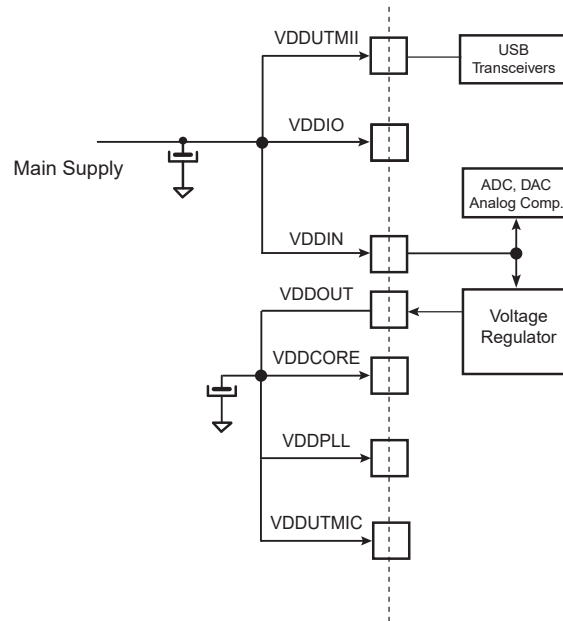 VDDUTMII
USB
Transceivers
VDDIO
Main Supply
ADC, DAC
Analog Comp.
VDDIN
VDDOUT
Voltage
Regulator
VDDCORE
VDDPLL
VDDUTMIC